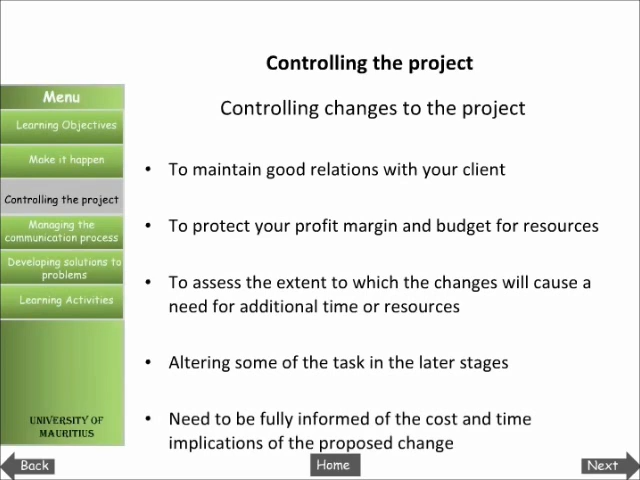 Controlling the project
Controlling changes to the project
Menu
Learning Objectives
Make it happen
Controlling the project
Managing the
communication process
Developing solutions to
problems
Learning Activities
UNIVERSITY OF
MAURITIUS
• To maintain good relations with your client
• To protect your profit margin and budget for resources
• To assess the extent to which the changes will cause a
need for additional time or resources
• Altering some of the task in the later stages
• Need to be fully informed of the cost and time
implications of the proposed change
Back
Home
Next